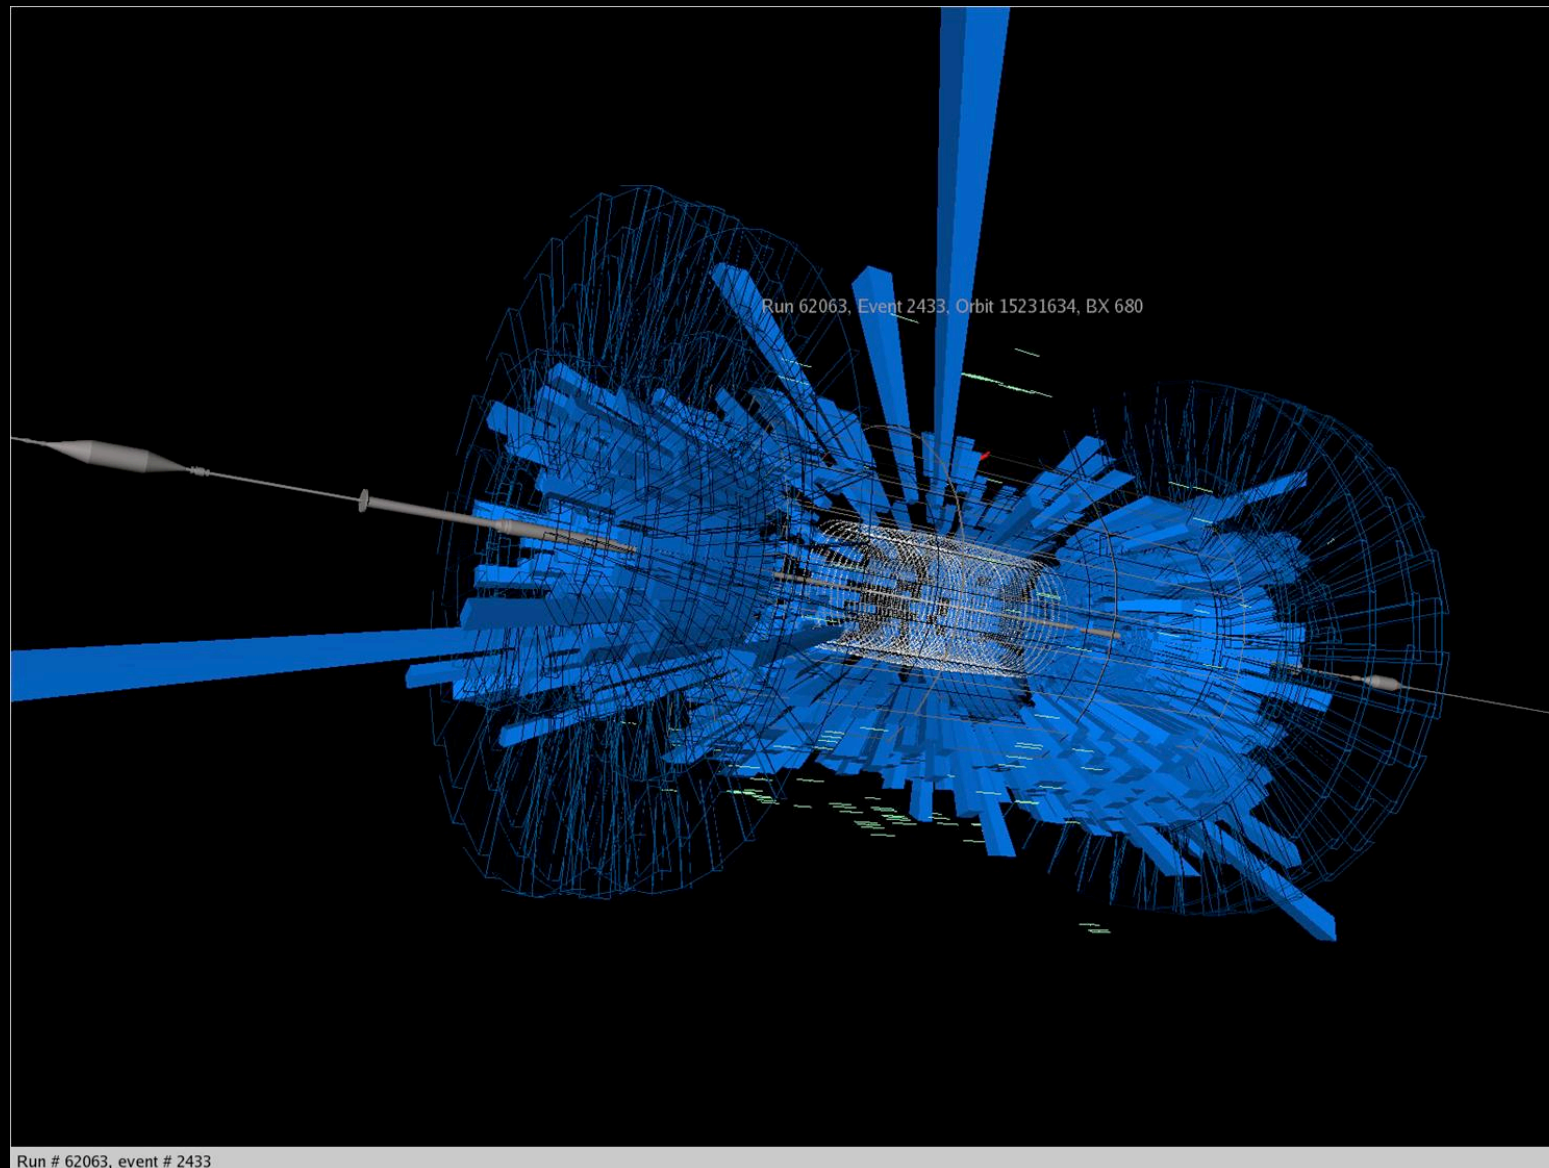 Run 62063, Event 2433, Orbit 15231634, BX 680
Run # 62063, event # 2433